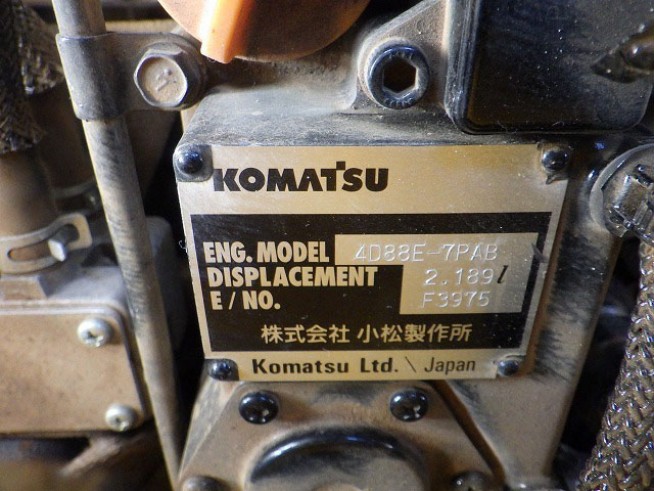 KOMATSU
ENG. MODEL 4D88E-7PAB
DISPLACEMENT 2.189 l
E / NO. F3975
株式会社 小松製作所
Komatsu Ltd. \ Japan